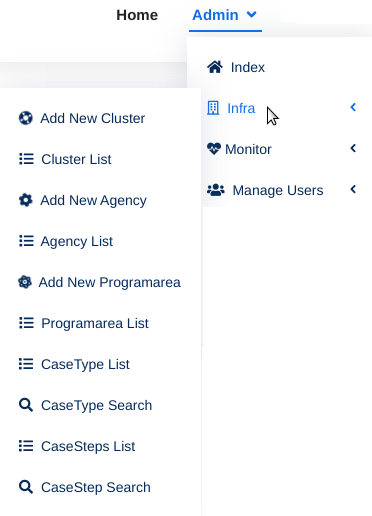 Home
Admin
Index
Infra
Monitor
Manage Users
Add New Cluster
Cluster List
Add New Agency
Agency List
Add New Programarea
Programarea List
CaseType List
CaseType Search
CaseSteps List
CaseStep Search